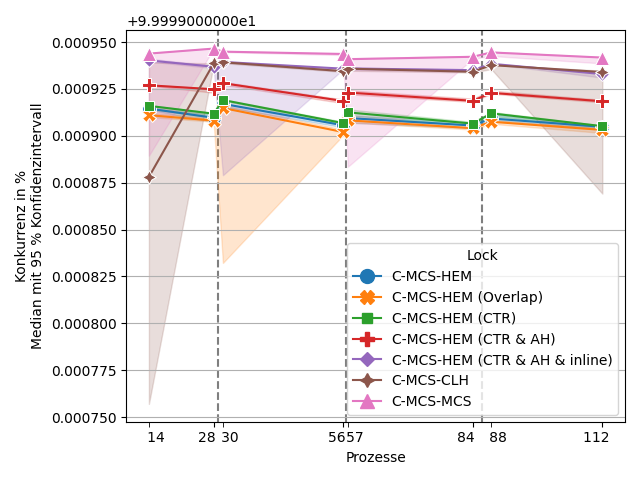 +9.9999000000e1
0.000950
0.000925
0.000900
0.000875
0.000850
0.000825
0.000800
0.000775
0.000750
Konkurrenz in %
Median mit 95 % Konfidenzintervall
Lock
C-MCS-HEM
C-MCS-HEM (Overlap)
C-MCS-HEM (CTR)
C-MCS-HEM (CTR & AH)
C-MCS-HEM (CTR & AH & inline)
C-MCS-CLH
C-MCS-MCS
14 28 30 56 57 84 88 112
Prozesse